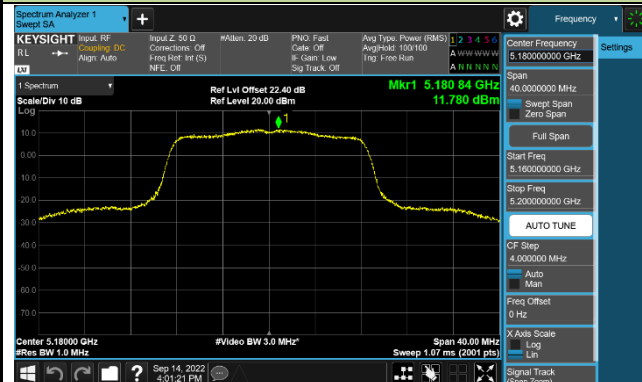 Spectrum Analyzer 1
Swept SA
+
Frequency
KEYSIGHT
RL
LXI
Input: RF
Coupling: DC
Align: Auto
Input Z: 50 Ω
Corrections: Off
Freq Ref: Int (S)
NFE: Off
#Atten: 20 dB
PNO: Fast
Gate: Off
IF Gain: Low
Sig Track: Off
Avg Type: Power (RMS)
Avg|Hold: 100/100
Trig: Free Run
1 2 3 4 5 6
A W W W W W
A N N N N N
1 Spectrum
Scale/Div 10 dB
Ref Lvl Offset 22.40 dB
Ref Level 20.00 dBm
Mkr1 5.180 84 GHz
11.780 dBm
Log
1
10.0
0.00
-10.0
-20.0
-30.0
-40.0
-50.0
-60.0
-70.0
Center 5.18000 GHz
#Res BW 1.0 MHz
#Video BW 3.0 MHz*
Span 40.00 MHz
Sweep 1.07 ms (2001 pts)
Sep 14, 2022
4:01:21 PM
?
Center Frequency
5.180000000 GHz
Settings
Span
40.0000000 MHz
Swept Span
Zero Span
Full Span
Start Freq
5.160000000 GHz
Stop Freq
5.200000000 GHz
AUTO TUNE
CF Step
4.000000 MHz
Auto
Man
Freq Offset
0 Hz
X Axis Scale
Log
Lin
Signal Track
(Span Zoom)